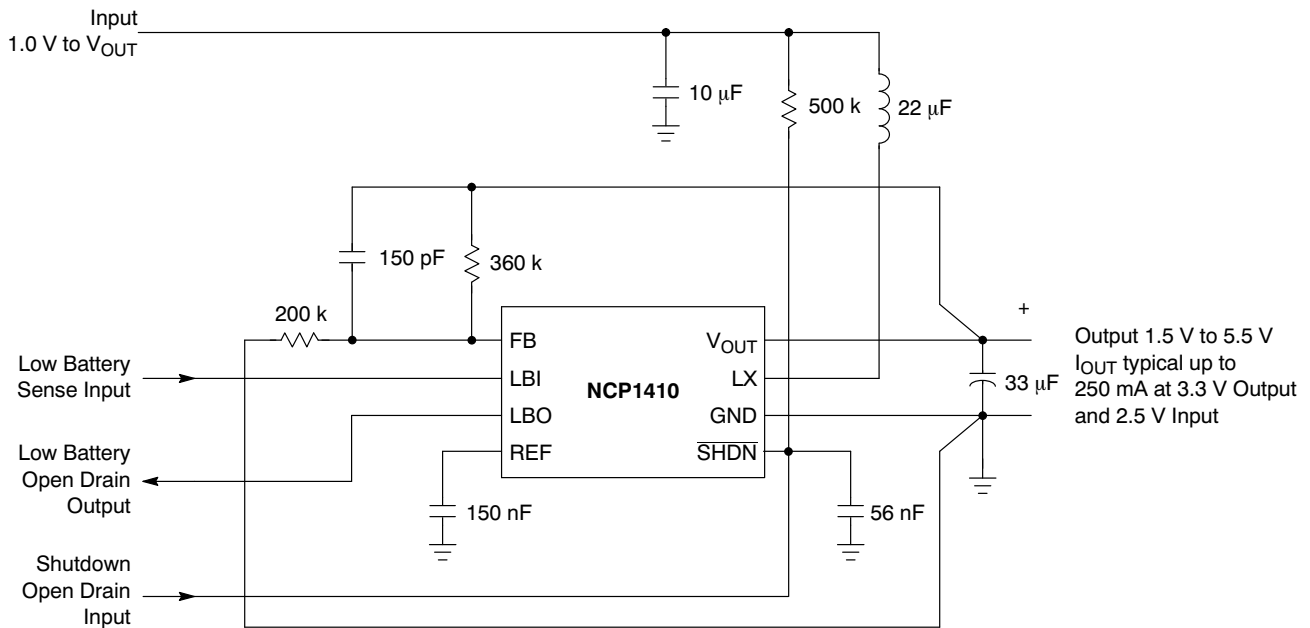 Input
1.0 V to VOUT
10 μF
500 k
22 μF
150 pF
360 k
200 k
+
FB
VOUT
Output 1.5 V to 5.5 V
IOUT typical up to
250 mA at 3.3 V Output
and 2.5 V Input
Low Battery
Sense Input
LBI
NCP1410
LX
33 μF
LBO
GND
Low Battery
Open Drain
Output
REF
SHDN
150 nF
56 nF
Shutdown
Open Drain
Input